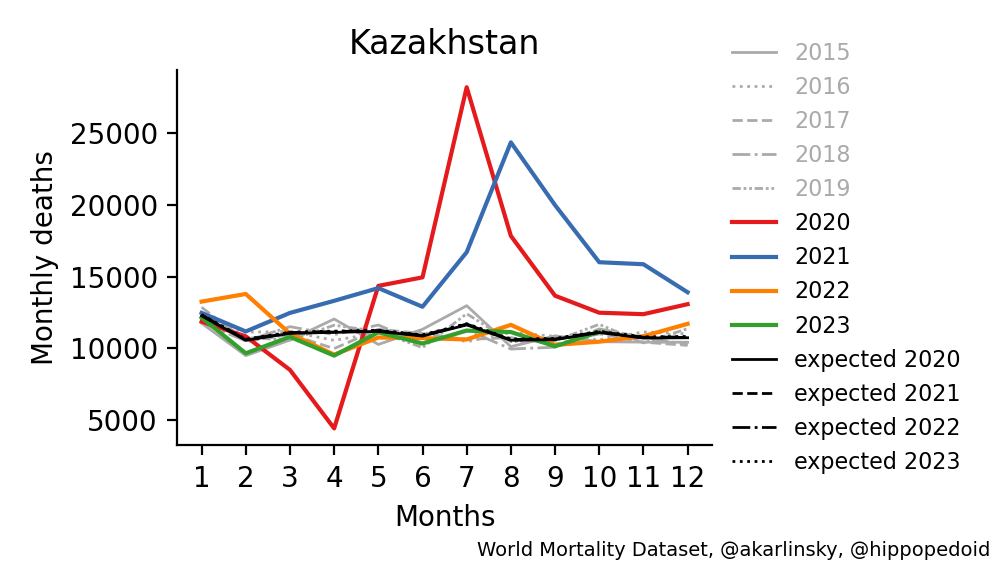 Kazakhstan
Monthly deaths
25000
20000
15000
10000
5000
1 2 3 4 5 6 7 8 9 10 11 12
Months
2015
2016
2017
2018
2019
2020
2021
2022
2023
expected 2020
expected 2021
expected 2022
expected 2023
World Mortality Dataset, @akarlinsky, @hippopedoid